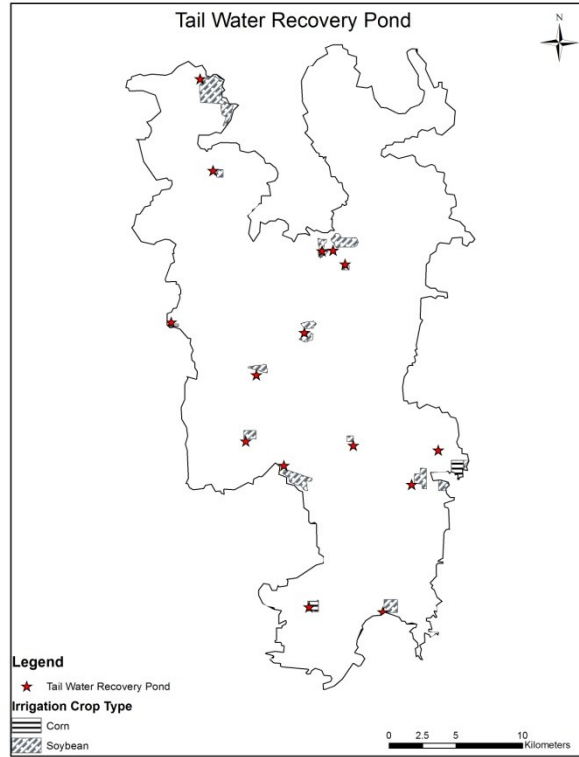 Tail Water Recovery Pond
N
Legend
Tail Water Recovery Pond
Irrigation Crop Type
Corn
Soybean
0 2.5 5 10
Kilometers